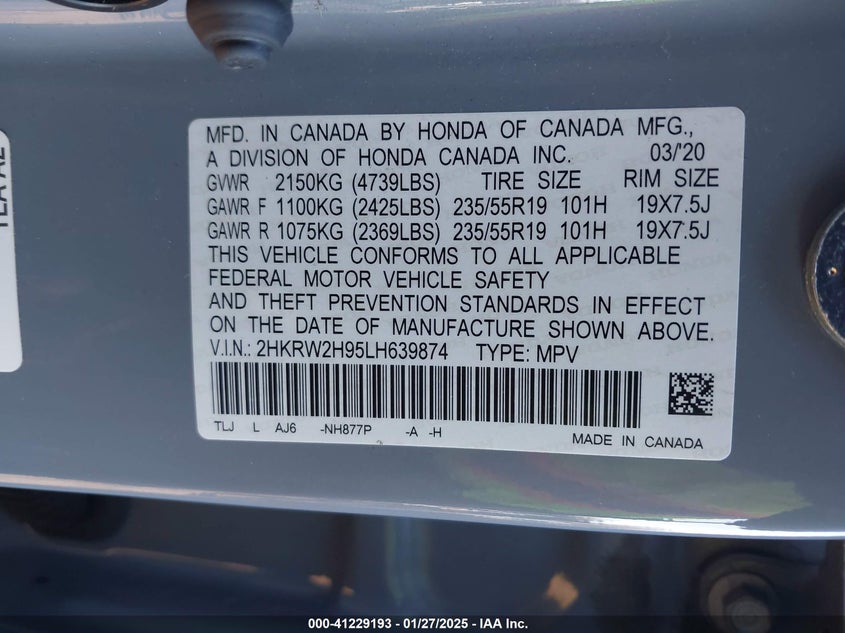 MFD. IN CANADA BY HONDA OF CANADA MFG.,
A DIVISION OF HONDA CANADA INC. 03/'20
GVWR 2150KG (4739LBS) TIRE SIZE RIM SIZE
GAWR F 1100KG (2425LBS) 235/55R19 101H 19X7.5J
GAWR R 1075KG (2369LBS) 235/55R19 101H 19X7.5J
THIS VEHICLE CONFORMS TO ALL APPLICABLE
FEDERAL MOTOR VEHICLE SAFETY
AND THEFT PREVENTION STANDARDS IN EFFECT
ON THE DATE OF MANUFACTURE SHOWN ABOVE.
V.I.N.: 2HKRW2H95LH639874 TYPE: MPV
TLJ L AJ6 -NH877P -A -H
MADE IN CANADA
000-41229193 - 01/27/2025 - IAA Inc.